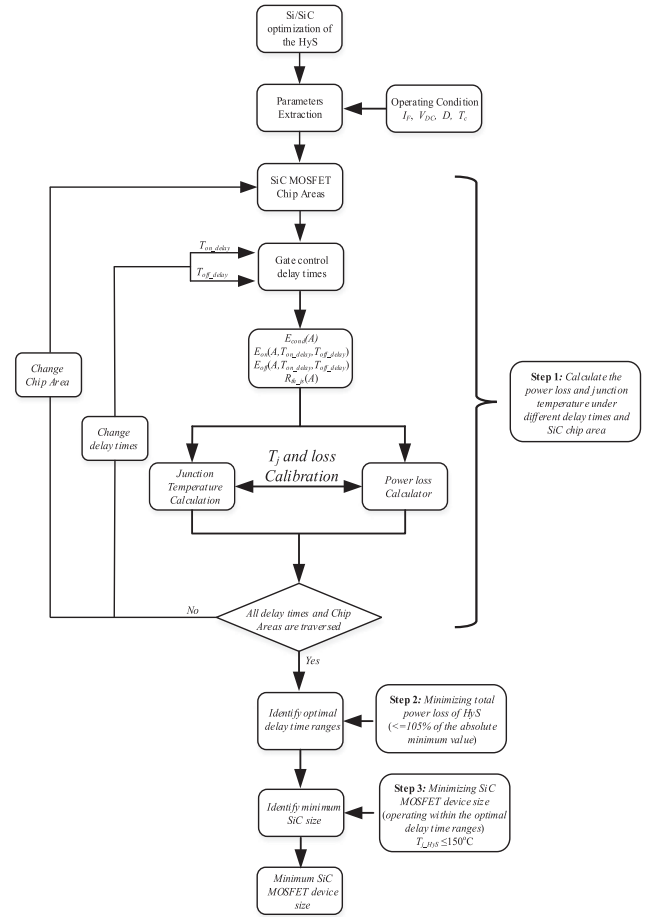 Si/SiC
optimization of
the HyS
Parameters
Extraction
Operating Condition
I_F, V_DC, D, T_c
SiC MOSFET
Chip Areas
T_on_delay
T_off_delay
Gate control
delay times
E_cond(A)
E_on(A,T_on_delay,T_off_delay)
E_off(A,T_on_delay,T_off_delay)
R_th_jc(A)
Change
Chip Area
Change
delay times
Step 1: Calculate the
power loss and junction
temperature under
different delay times and
SiC chip area
T_j and loss
Calibration
Junction
Temperature
Calculation
Power loss
Calculator
No
All delay times and Chip
Areas are traversed
Yes
Identify optimal
delay time ranges
Step 2: Minimizing total
power loss of HyS
(<=105% of the absolute
minimum value)
Identify minimum
SiC size
Step 3: Minimizing SiC
MOSFET device size
(operating within the optimal
delay time ranges)
T_j_HyS ≤150°C
Minimum SiC
MOSFET device
size